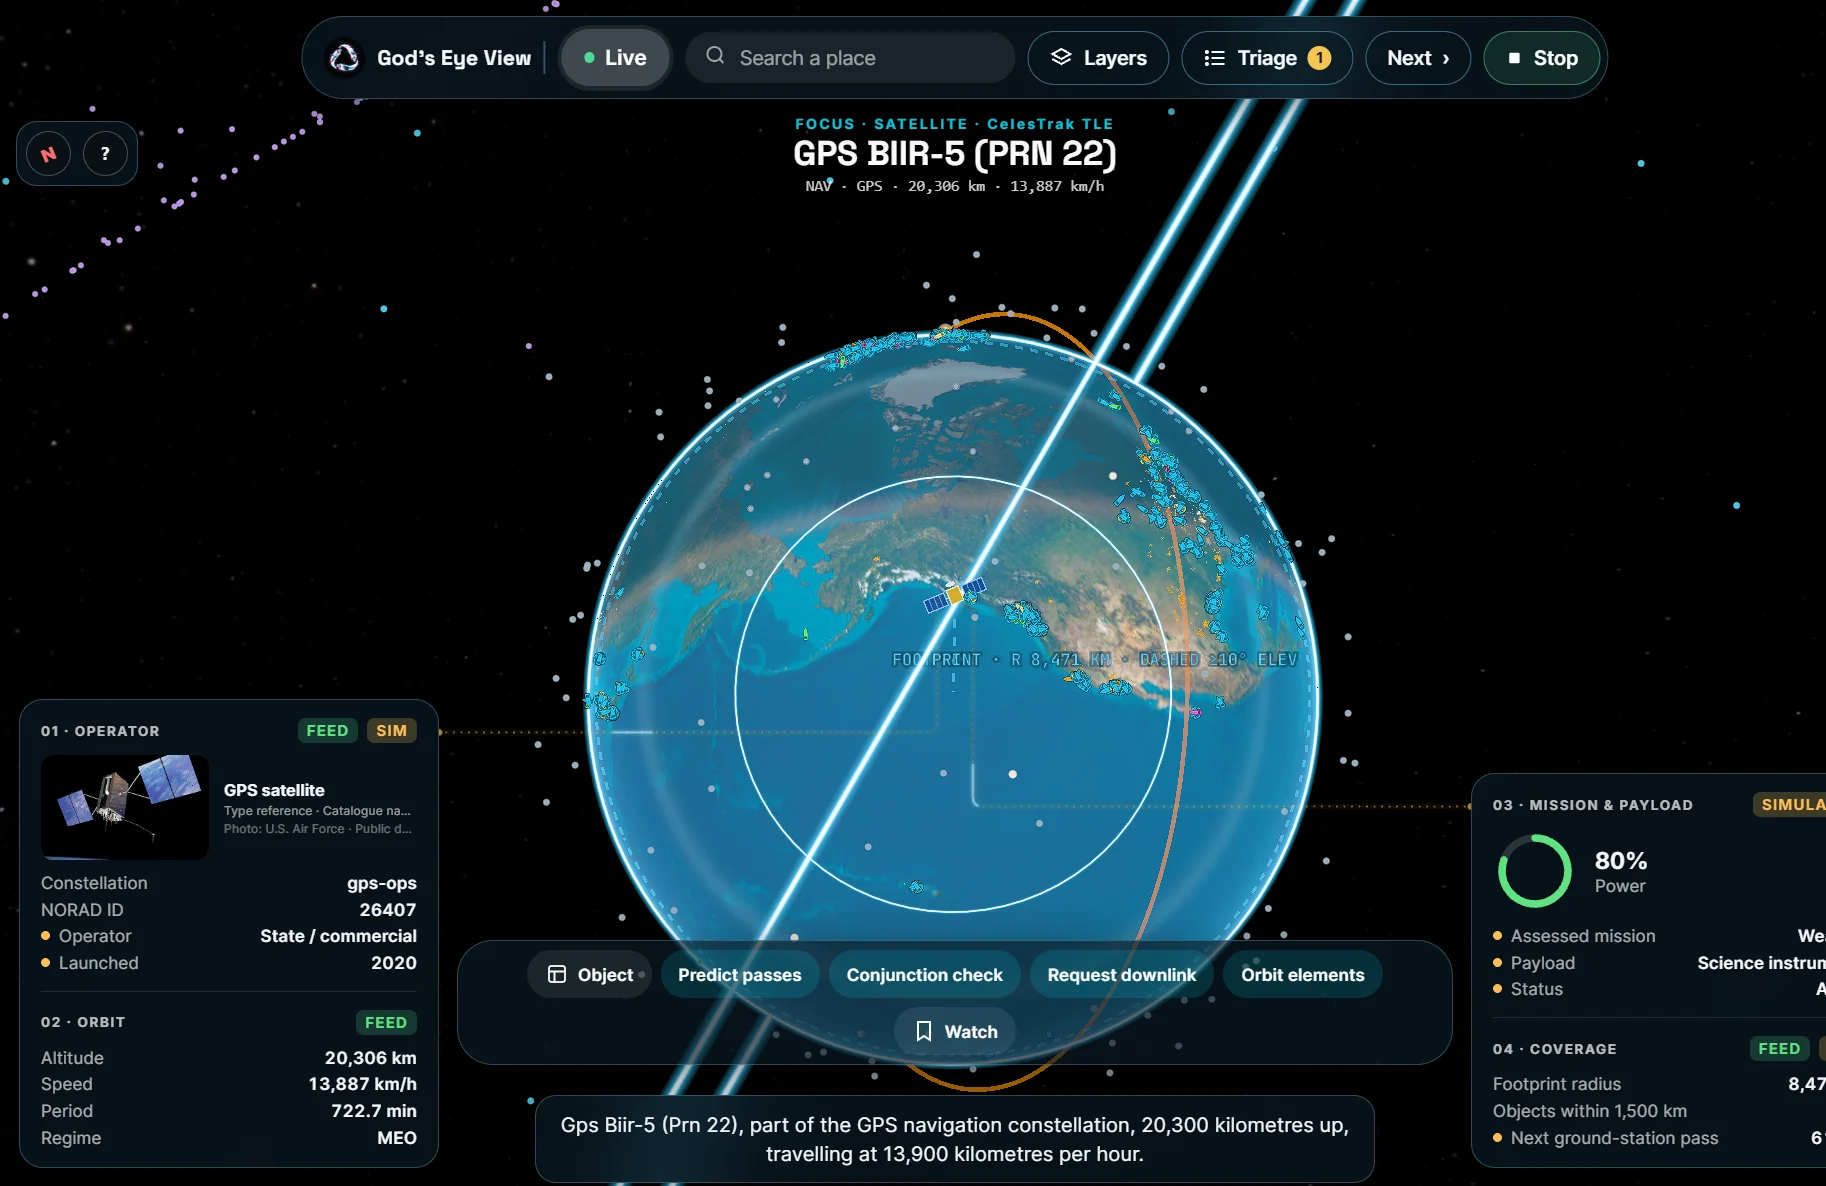 God's Eye View
Live
Search a place
Layers
Triage 1
Next ›
Stop
N
?
FOCUS · SATELLITE · CelesTrak TLE
GPS BIIR-5 (PRN 22)
NAV · GPS · 20,306 km · 13,887 km/h
FOOTPRINT · R 8,471 KM · DASHED ≥10° ELEV
01 · OPERATOR
FEED
SIM
GPS satellite
Type reference · Catalogue na...
Photo: U.S. Air Force · Public d...
Constellation gps-ops
NORAD ID 26407
Operator State / commercial
Launched 2020
02 · ORBIT
FEED
Altitude 20,306 km
Speed 13,887 km/h
Period 722.7 min
Regime MEO
03 · MISSION & PAYLOAD
SIMULA
80%
Power
Assessed mission Wea
Payload Science instrum
Status A
04 · COVERAGE
FEED
Footprint radius 8,47
Objects within 1,500 km
Next ground-station pass 6
Object
Predict passes
Conjunction check
Request downlink
Orbit elements
Watch
Gps Biir-5 (Prn 22), part of the GPS navigation constellation, 20,300 kilometres up,
travelling at 13,900 kilometres per hour.